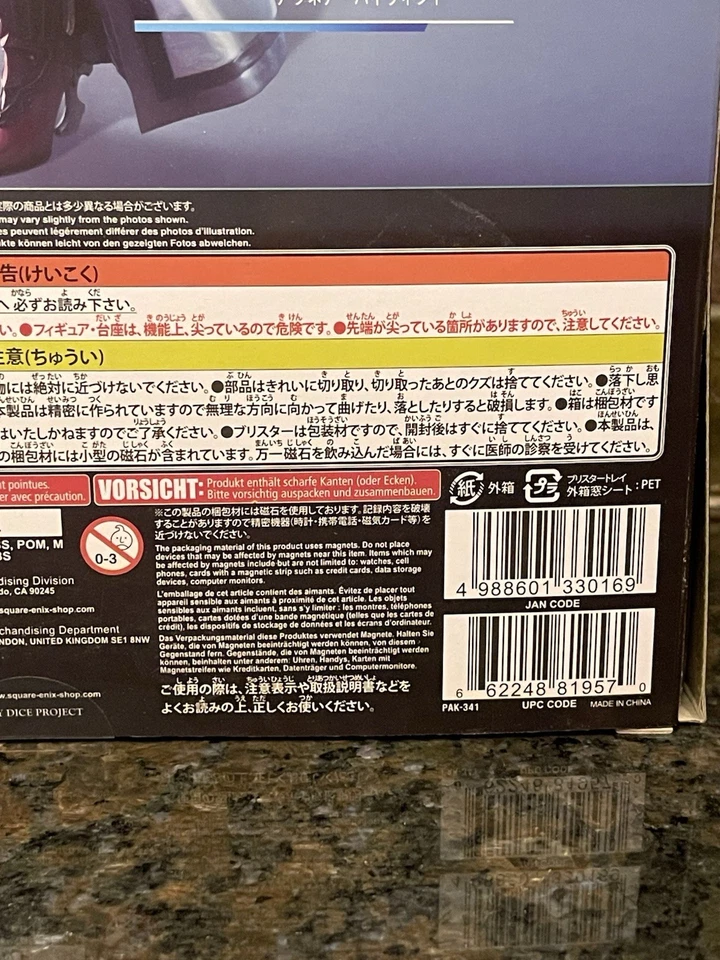 実際の商品とは多少異なる場合がございます。
may vary slightly from the photos shown.
es peuvent légèrement différer des photos d'illustration.
kte können leicht von den gezeigten Fotos abweichen.
告(けいこく)
へ 必ずお読み下さい。
い。●フィギュア・台座は、機能上、尖っているので危険です。●先端が尖っている箇所がありますので、注意してください。
注意(ちゅうい)
物には絶対に近づけないでください。●部品はきれいに切り取り、切り取ったあとのクズは捨ててください。●落下し思
本製品は精密に作られていますので無理な方向に向かって曲げたり、落としたりすると破損します。●箱は梱包材です
はいたしかねますのでご了承ください。●ブリスターは包装材ですので、開封後はすぐに捨ててください。●本製品は、
の梱包材には小型の磁石が含まれています。万一磁石を飲み込んだ場合には、すぐに医師の診察を受けてください。
t pointues.
er avec précaution.
VORSICHT: Produkt enthält scharfe Kanten (oder Ecken).
Bitte vorsichtig auspacken und zusammenbauen.
紙 外箱
プラ
ブリスタートレイ
外箱窓シート:PET
SS, POM, M
BS
0-3
※この製品の梱包材には磁石を使用しております。記録内容を破壊
することがありますので精密機器(時計・携帯電話・磁気カード等)を
近づけないでください。
The packaging material of this product uses magnets. Do not place
devices that may be affected by magnets near this item. Items which may
be affected by magnets include but are not limited to: watches, cell
phones, cards with a magnetic strip such as credit cards, data storage
devices, computer monitors.
L'emballage de cet article contient des aimants. Évitez de placer tout
appareil sensible aux aimants à proximité de cet article. Les objets
sensibles aux aimants incluent, sans s'y limiter : les montres, téléphones
portables, cartes dotées d'une bande magnétique (telles que les cartes de
crédit), les dispositifs de stockage de données et les écrans d'ordinateur.
Das Verpackungsmaterial diese Produktes verwendet Magnete. Halten Sie
Geräte, die von Magneten beeinträchtigt werden können, von diesem
Gegenstand fern. Gegenstände, die von Magneten beeinträchtigt werden
können, beinhalten unter anderem: Uhren, Handys, Karten mit
Magnetstreifen wie Kreditkarten, Datenträger und Computermonitore.
ご使用の際は、注意表示や取扱説明書などを
よくお読みの上、正しくお使いください。
dising Division
do, CA 90245
square-enix-shop.com
chandising Department
NDON, UNITED KINGDOM SE1 8NW
w.square-enix-shop.com
Y DICE PROJECT
4 988601 330169
JAN CODE
6 62248 81957 0
PAK-341 UPC CODE MADE IN CHINA